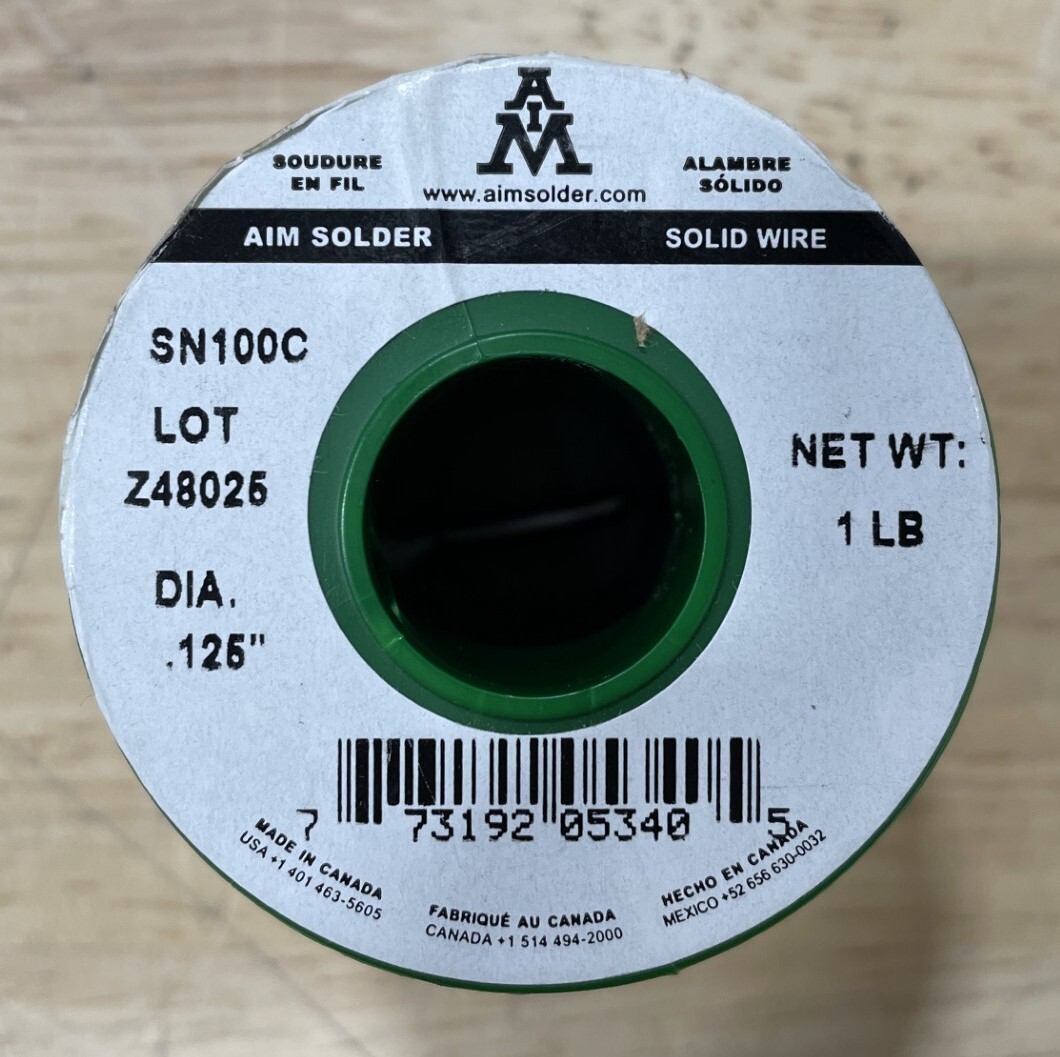 AIM
SOUDURE
EN FIL
ALAMBRE
SÓLIDO
www.aimsolder.com
AIM SOLDER
SOLID WIRE
SN100C
LOT
Z48025
DIA.
.125"
NET WT:
1 LB
7 73192 05340 5
MADE IN CANADA
USA +1 401 463-5605
FABRIQUÉ AU CANADA
CANADA +1 514 494-2000
HECHO EN CANADA
MEXICO +52 656 630-0032